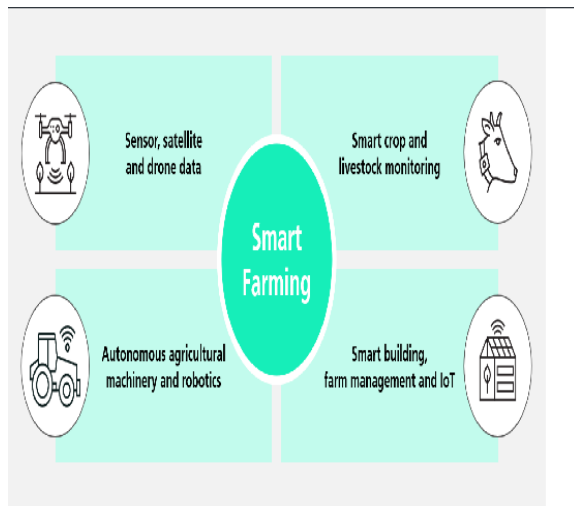 Sensor, satellite
and drone data
Smart crop and
livestock monitoring
Smart
Farming
Autonomous agricultural
machinery and robotics
Smart building,
farm management and IoT